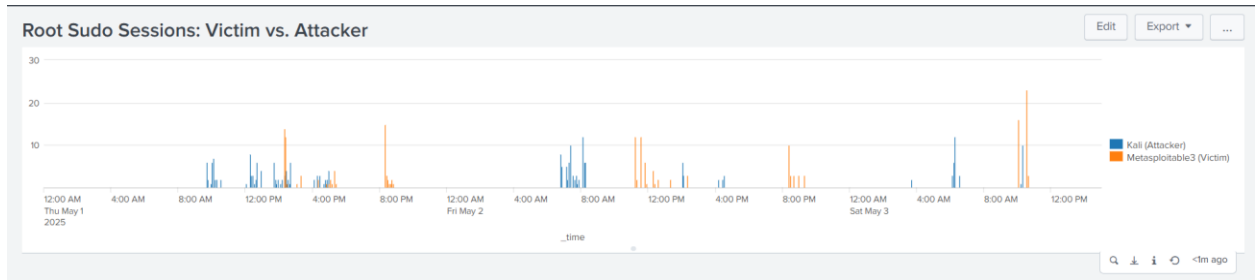 Root Sudo Sessions: Victim vs. Attacker
Edit
Export ▾
...
30
20
10
Kali (Attacker)
Metasploitable3 (Victim)
12:00 AM 4:00 AM 8:00 AM 12:00 PM 4:00 PM 8:00 PM 12:00 AM 4:00 AM 8:00 AM 12:00 PM 4:00 PM 8:00 PM 12:00 AM 4:00 AM 8:00 AM 12:00 PM
Thu May 1 Fri May 2 Sat May 3
2025
_time
<1m ago